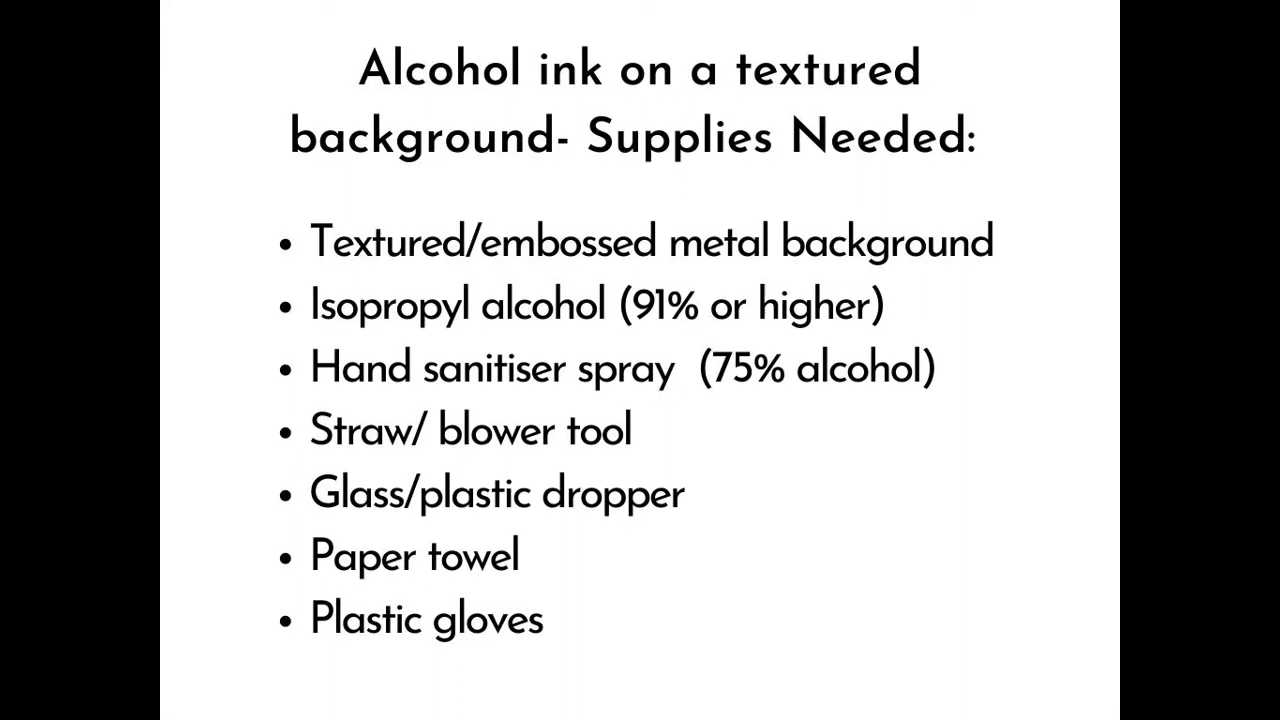 Alcohol ink on a textured
background- Supplies Needed:
• Textured/embossed metal background
• Isopropyl alcohol (91% or higher)
• Hand sanitiser spray  (75% alcohol)
• Straw/ blower tool
• Glass/plastic dropper
• Paper towel
• Plastic gloves